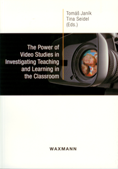 Tomáš Janík
Tina Seidel
(Eds.)
The Power of
Video Studies in
Investigating Teaching
and Learning in
the Classroom
WAXMANN